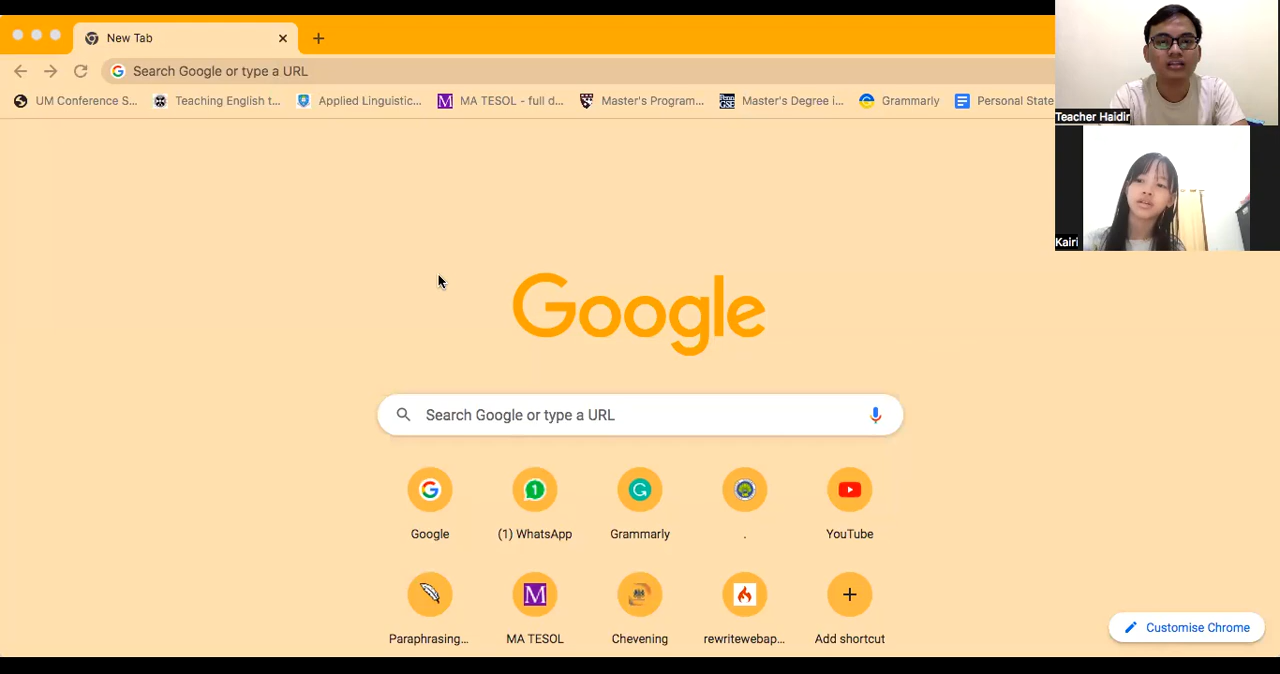 New Tab
Search Google or type a URL
UM Conference S... Teaching English t... Applied Linguistic... MA TESOL - full d... Master's Program... Master's Degree i... Grammarly Personal State
Teacher Haidir
Kairi
Google
Search Google or type a URL
Google (1) WhatsApp Grammarly . YouTube
Paraphrasing... MA TESOL Chevening rewritewebap... Add shortcut
Customise Chrome